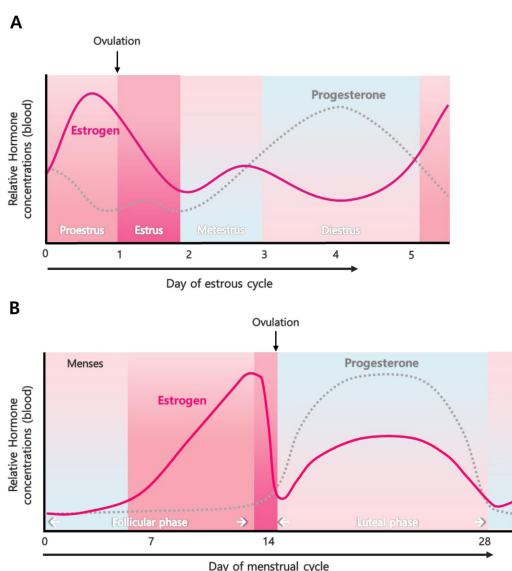 A
Ovulation
Relative Hormone
concentrations (blood)
Progesterone
Estrogen
Proestrus Estrus Metestrus Diestrus
0 1 2 3 4 5
Day of estrous cycle
B
Ovulation
Relative Hormone
concentrations (blood)
Menses
Progesterone
Estrogen
Follicular phase Luteal phase
0 7 14 28
Day of menstrual cycle